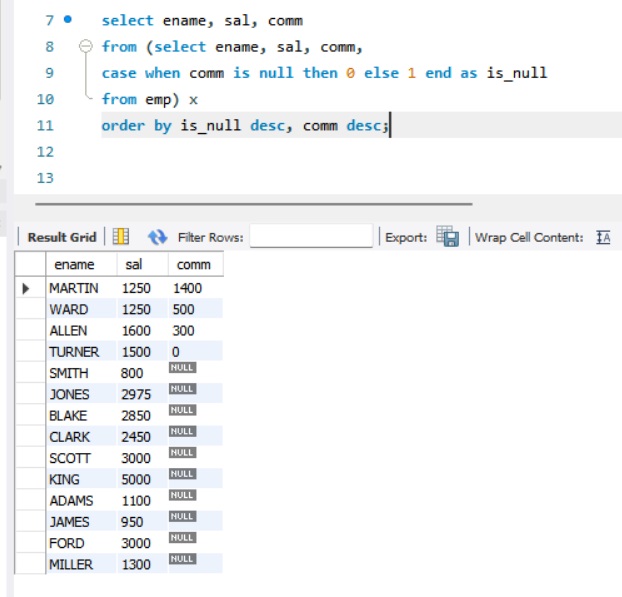 7 select ename, sal, comm
8 from (select ename, sal, comm,
9 case when comm is null then 0 else 1 end as is_null
10 from emp) x
11 order by is_null desc, comm desc;
12
13
Result Grid Filter Rows: Export: Wrap Cell Content: IA
ename sal comm
MARTIN 1250 1400
WARD 1250 500
ALLEN 1600 300
TURNER 1500 0
SMITH 800 NULL
JONES 2975 NULL
BLAKE 2850 NULL
CLARK 2450 NULL
SCOTT 3000 NULL
KING 5000 NULL
ADAMS 1100 NULL
JAMES 950 NULL
FORD 3000 NULL
MILLER 1300 NULL